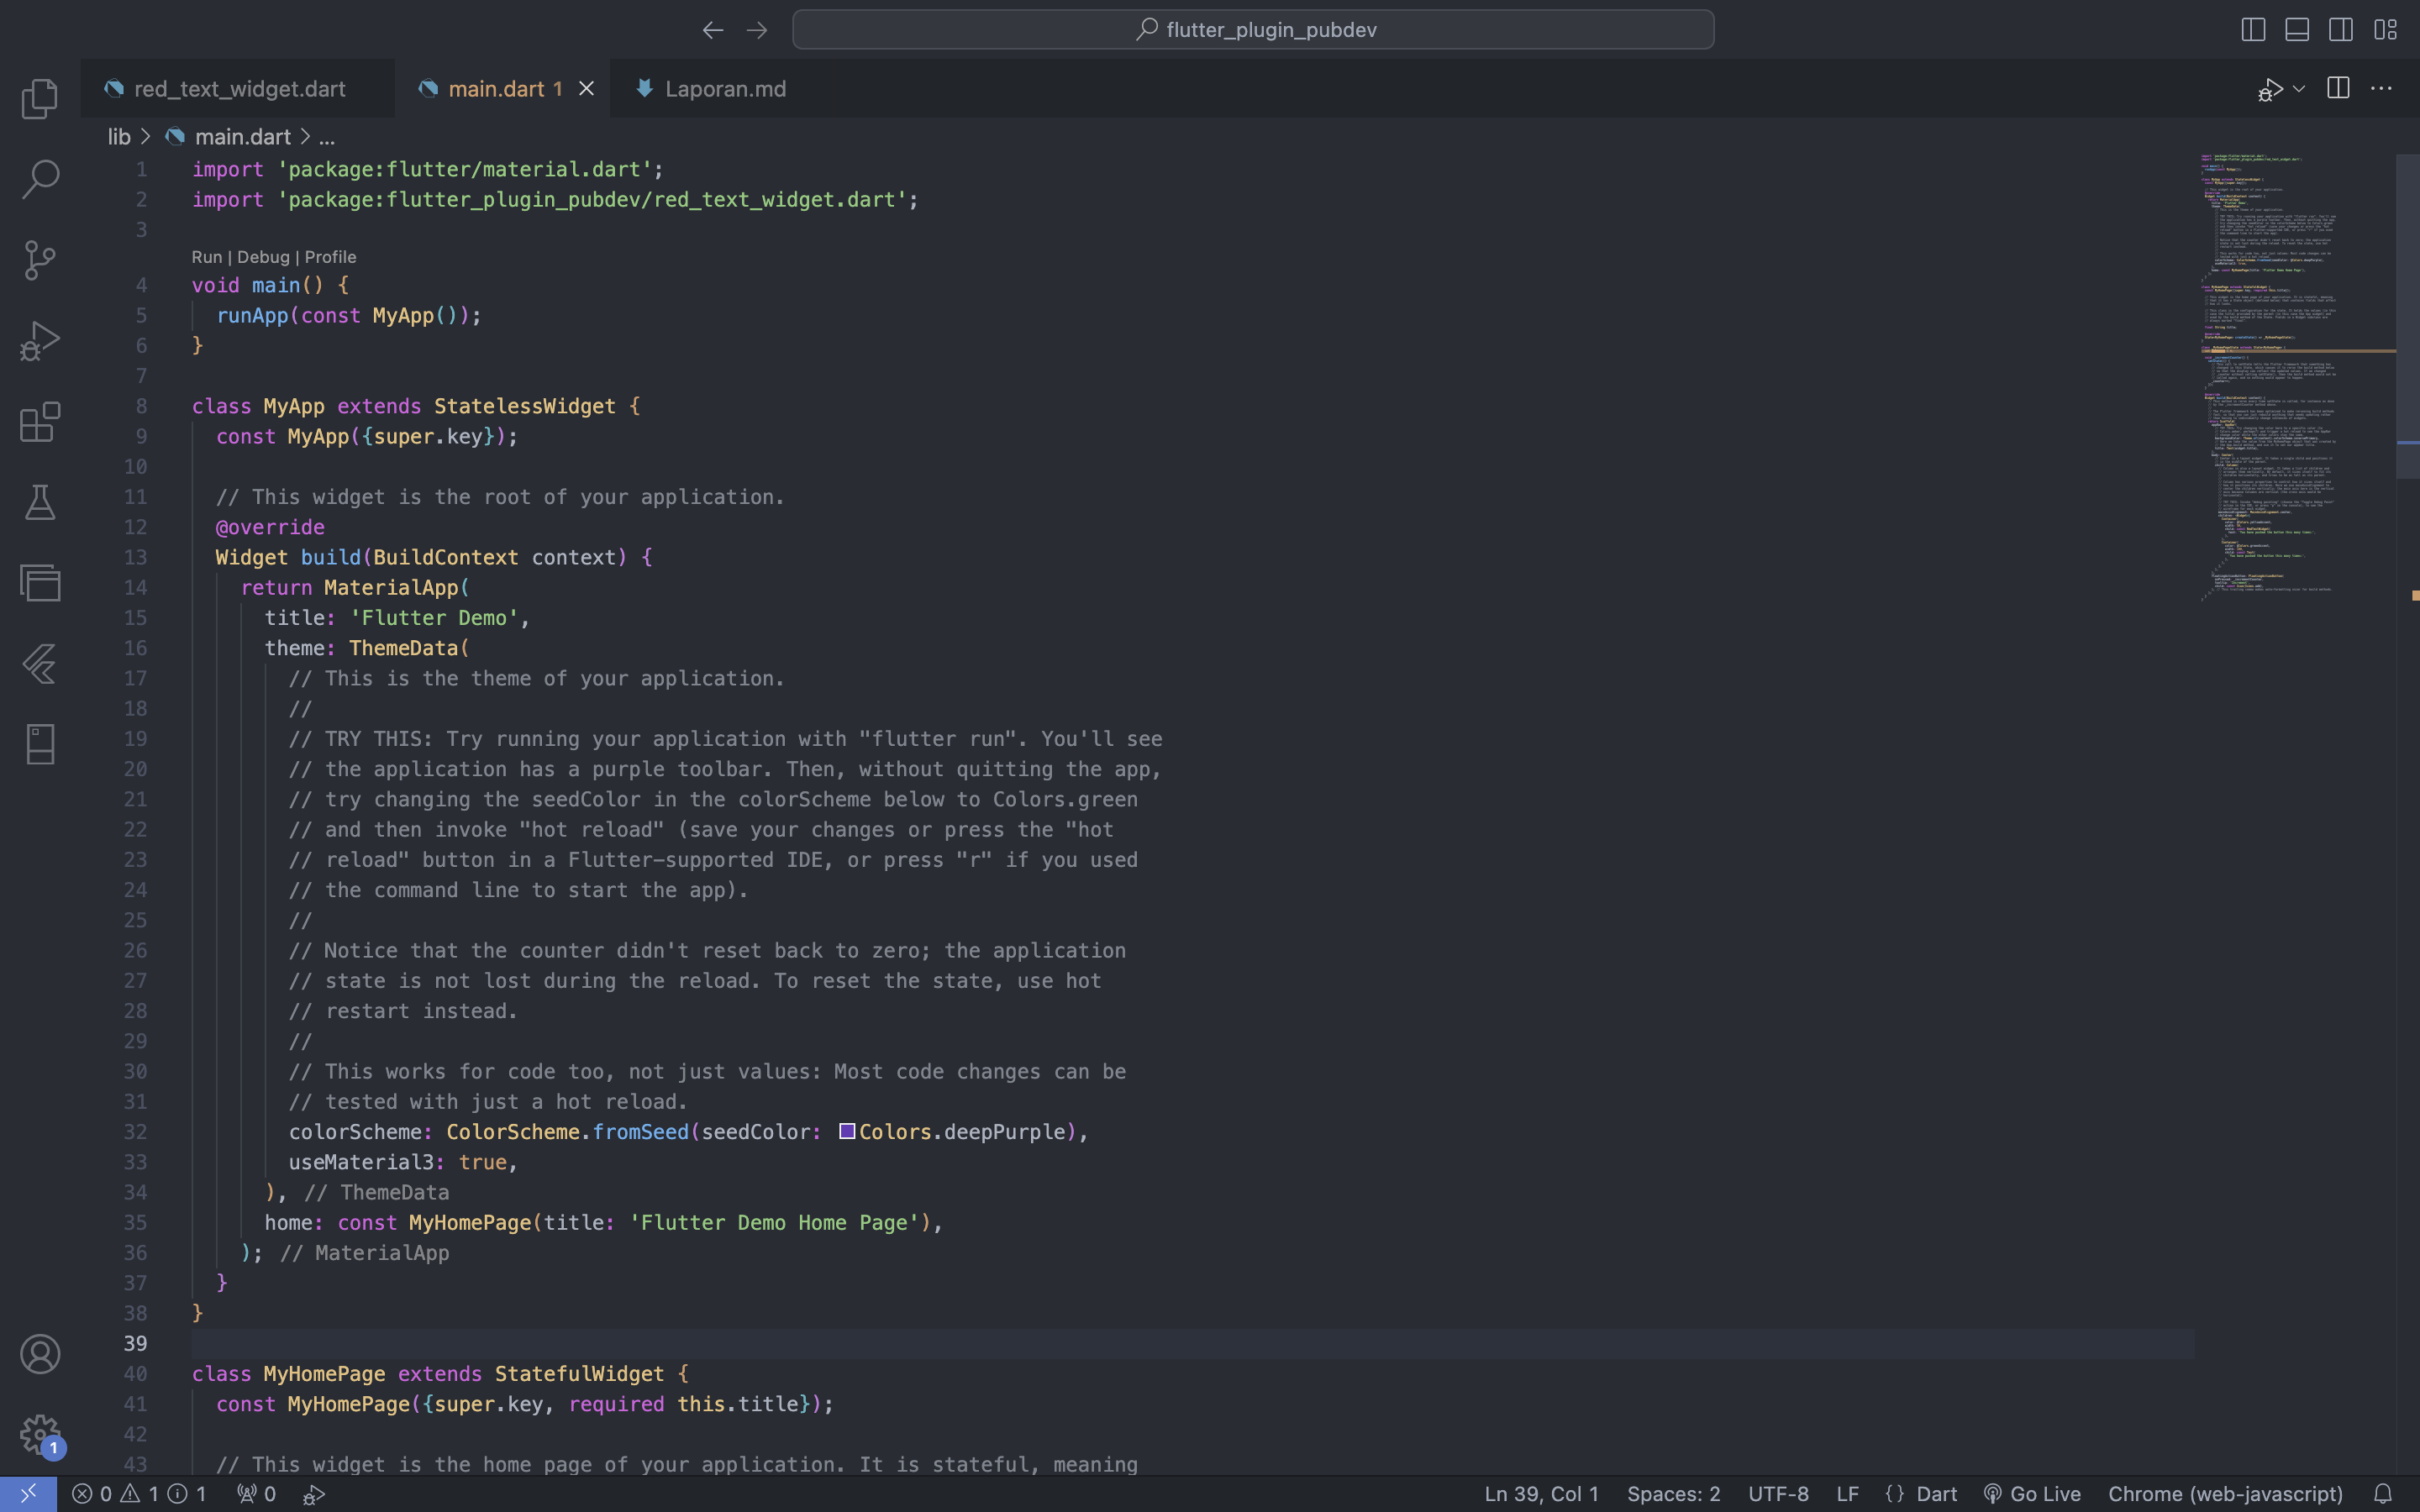 flutter_plugin_pubdev
red_text_widget.dart
main.dart 1
Laporan.md
lib > main.dart > ...
1 import 'package:flutter/material.dart';
2 import 'package:flutter_plugin_pubdev/red_text_widget.dart';
3
Run | Debug | Profile
4 void main() {
5 runApp(const MyApp());
6 }
7
8 class MyApp extends StatelessWidget {
9 const MyApp({super.key});
10
11 // This widget is the root of your application.
12 @override
13 Widget build(BuildContext context) {
14 return MaterialApp(
15 title: 'Flutter Demo',
16 theme: ThemeData(
17 // This is the theme of your application.
18 //
19 // TRY THIS: Try running your application with "flutter run". You'll see
20 // the application has a purple toolbar. Then, without quitting the app,
21 // try changing the seedColor in the colorScheme below to Colors.green
22 // and then invoke "hot reload" (save your changes or press the "hot
23 // reload" button in a Flutter-supported IDE, or press "r" if you used
24 // the command line to start the app).
25 //
26 // Notice that the counter didn't reset back to zero; the application
27 // state is not lost during the reload. To reset the state, use hot
28 // restart instead.
29 //
30 // This works for code too, not just values: Most code changes can be
31 // tested with just a hot reload.
32 colorScheme: ColorScheme.fromSeed(seedColor: Colors.deepPurple),
33 useMaterial3: true,
34 ), // ThemeData
35 home: const MyHomePage(title: 'Flutter Demo Home Page'),
36 ); // MaterialApp
37 }
38 }
39
40 class MyHomePage extends StatefulWidget {
41 const MyHomePage({super.key, required this.title});
42
43 // This widget is the home page of your application. It is stateful, meaning
1
0 1 1 0
Ln 39, Col 1 Spaces: 2 UTF-8 LF {} Dart Go Live Chrome (web-javascript)